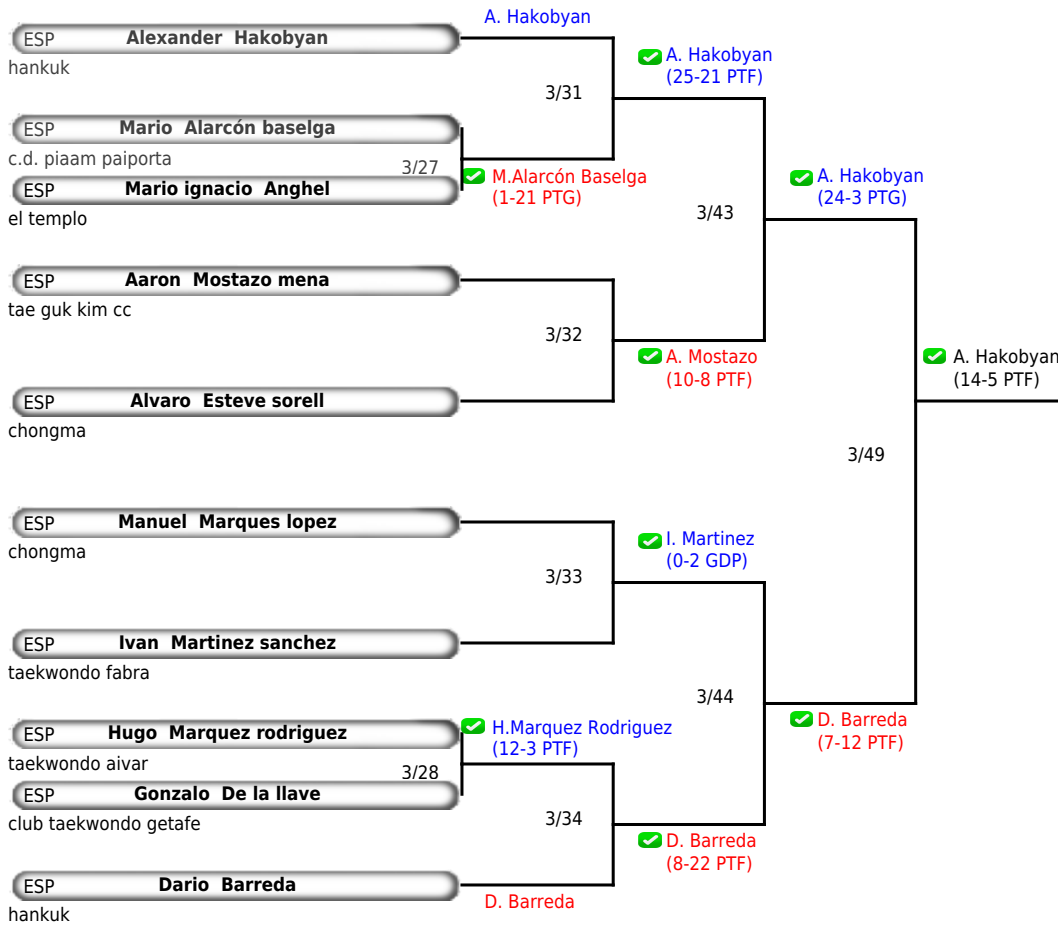 A. Hakobyan
ESP Alexander Hakobyan
hankuk
A. Hakobyan
(25-21 PTF)
3/31
ESP Mario Alarcón baselga
c.d. piaam paiporta
3/27
M.Alarcón Baselga
(1-21 PTG)
ESP Mario ignacio Anghel
el templo
A. Hakobyan
(24-3 PTG)
3/43
ESP Aaron Mostazo mena
tae guk kim cc
3/32
A. Mostazo
(10-8 PTF)
A. Hakobyan
(14-5 PTF)
ESP Alvaro Esteve sorell
chongma
3/49
ESP Manuel Marques lopez
chongma
I. Martinez
(0-2 GDP)
3/33
ESP Ivan Martinez sanchez
taekwondo fabra
3/44
D. Barreda
(7-12 PTF)
ESP Hugo Marquez rodriguez
taekwondo aivar
H.Marquez Rodriguez
(12-3 PTF)
3/28
ESP Gonzalo De la llave
club taekwondo getafe
3/34
D. Barreda
(8-22 PTF)
ESP Dario Barreda
hankuk
D. Barreda